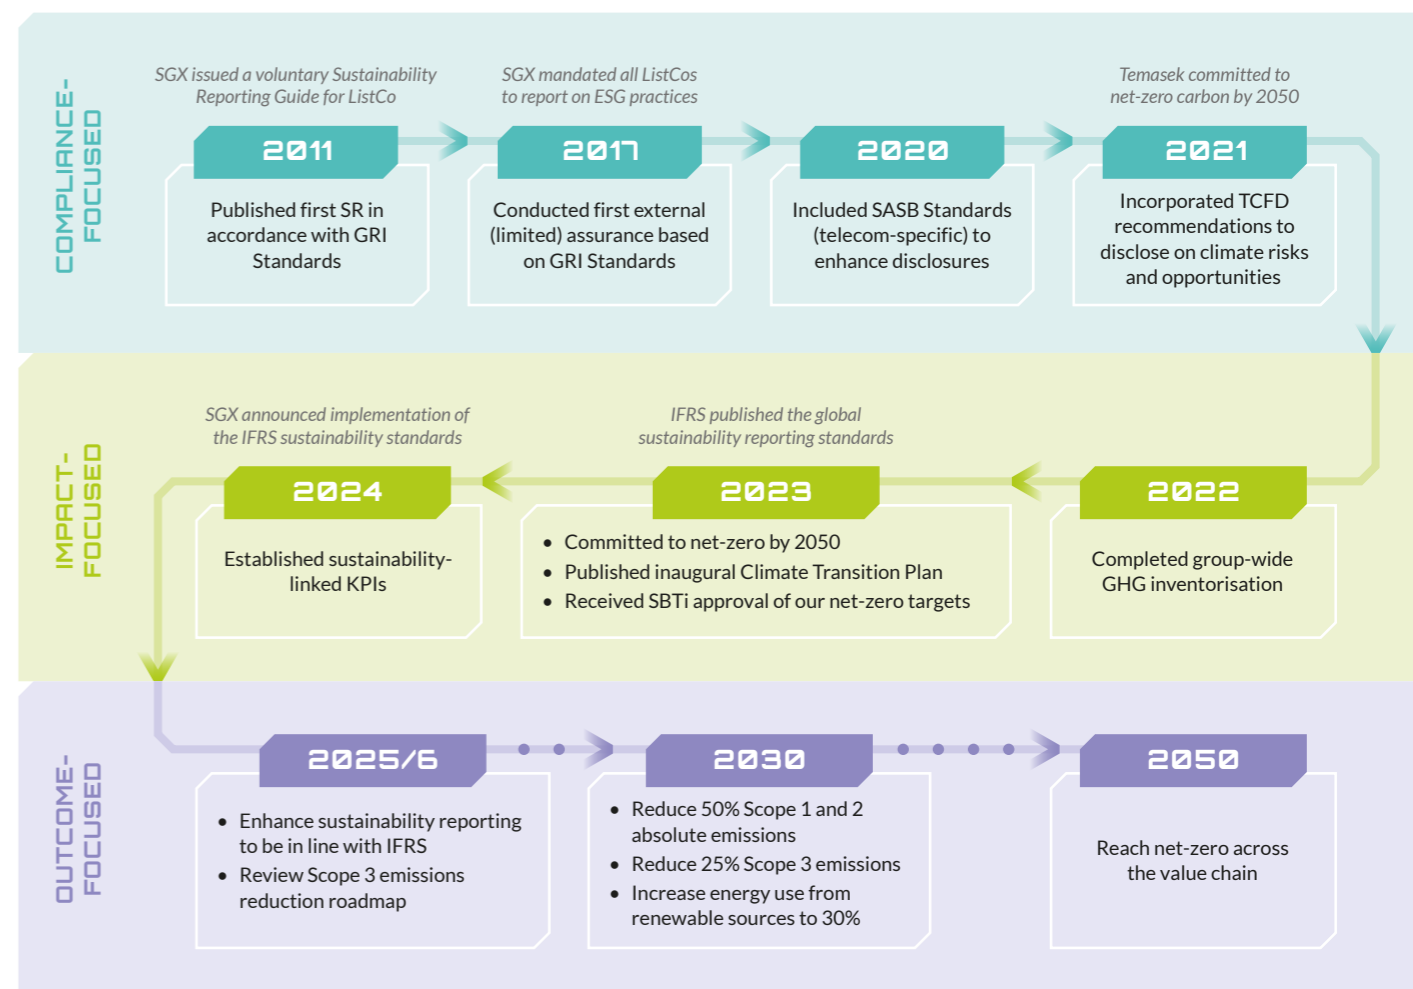 COMPLIANCE-
FOCUSED
SGX issued a voluntary Sustainability
Reporting Guide for ListCo
2011
Published first SR in
accordance with GRI
Standards
SGX mandated all ListCos
to report on ESG practices
2017
Conducted first external
(limited) assurance based
on GRI Standards
2020
Included SASB Standards
(telecom-specific) to
enhance disclosures
Temasek committed to
net-zero carbon by 2050
2021
Incorporated TCFD
recommendations to
disclose on climate risks
and opportunities
IMPACT-
FOCUSED
2022
Completed group-wide
GHG inventorisation
IFRS published the global
sustainability reporting standards
2023
• Committed to net-zero by 2050
• Published inaugural Climate Transition Plan
• Received SBTi approval of our net-zero targets
SGX announced implementation of
the IFRS sustainability standards
2024
Established sustainability-
linked KPIs
OUTCOME-
FOCUSED
2025/6
• Enhance sustainability reporting
to be in line with IFRS
• Review Scope 3 emissions
reduction roadmap
2030
• Reduce 50% Scope 1 and 2
absolute emissions
• Reduce 25% Scope 3 emissions
• Increase energy use from
renewable sources to 30%
2050
Reach net-zero across
the value chain